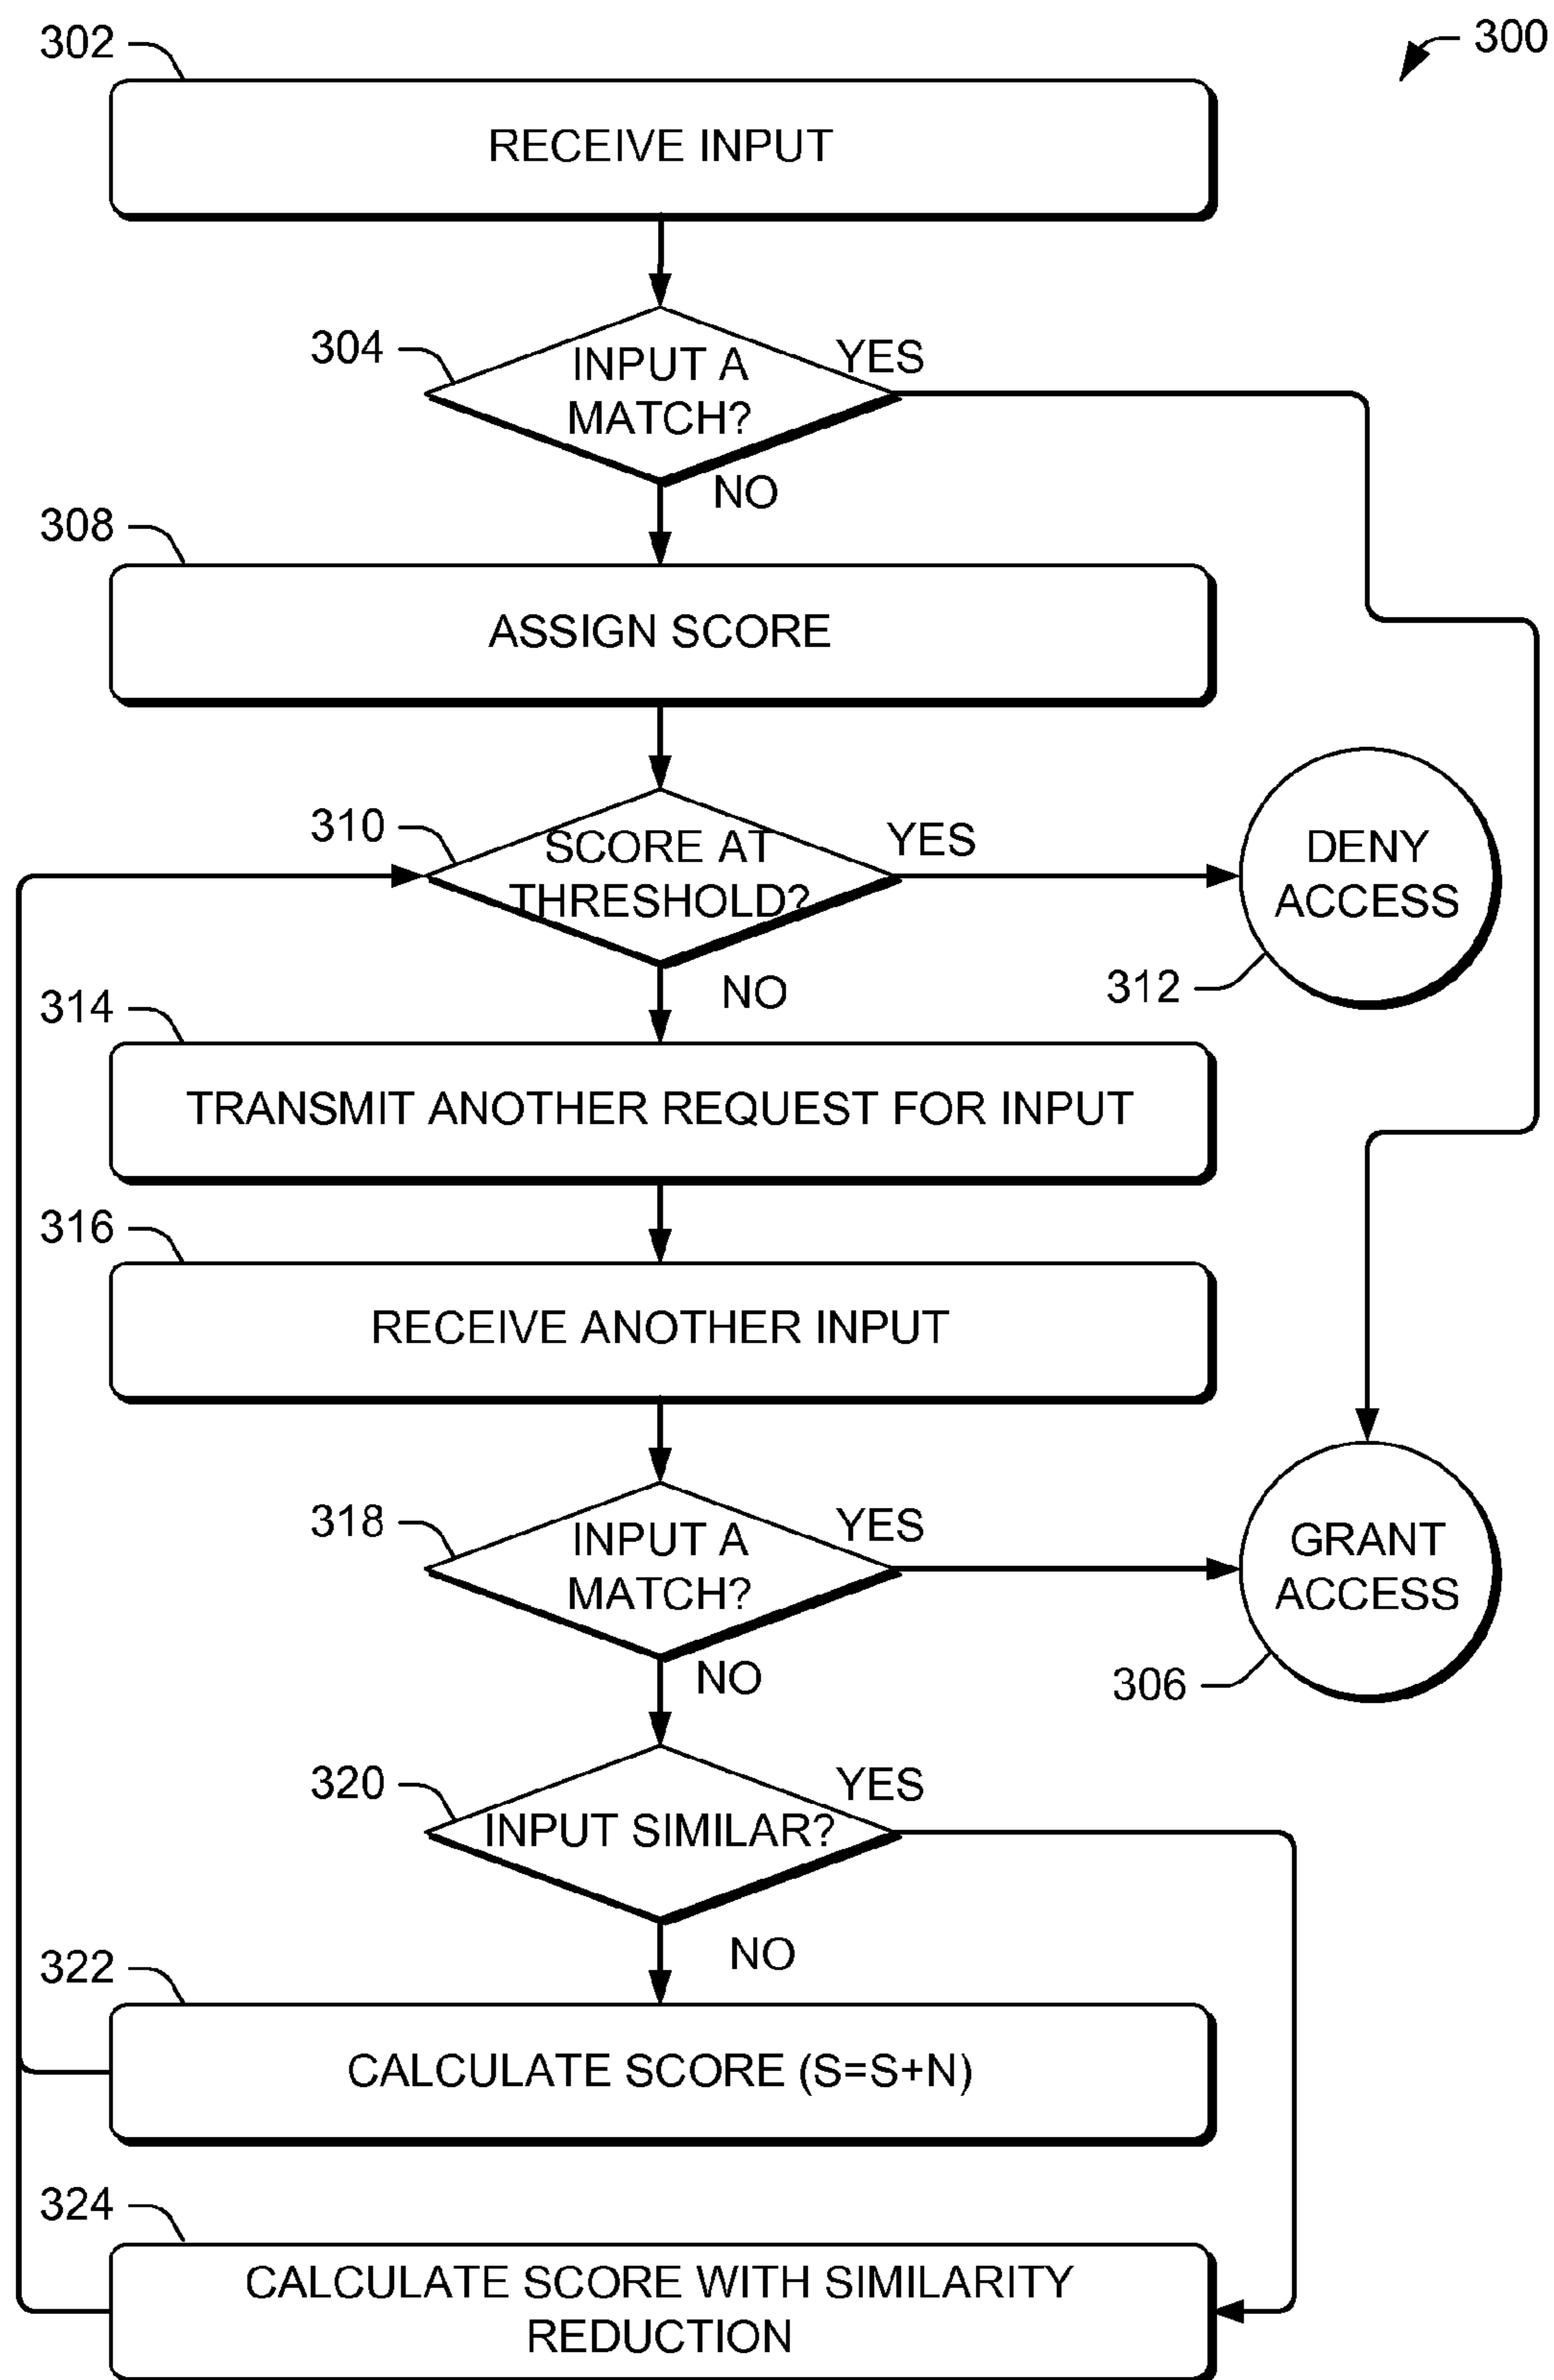 302
300
RECEIVE INPUT
304
INPUT A
MATCH?
YES
NO
308
ASSIGN SCORE
310
SCORE AT
THRESHOLD?
YES
DENY
ACCESS
312
NO
314
TRANSMIT ANOTHER REQUEST FOR INPUT
316
RECEIVE ANOTHER INPUT
318
INPUT A
MATCH?
YES
GRANT
ACCESS
306
NO
320
INPUT SIMILAR?
YES
NO
322
CALCULATE SCORE (S=S+N)
324
CALCULATE SCORE WITH SIMILARITY
REDUCTION